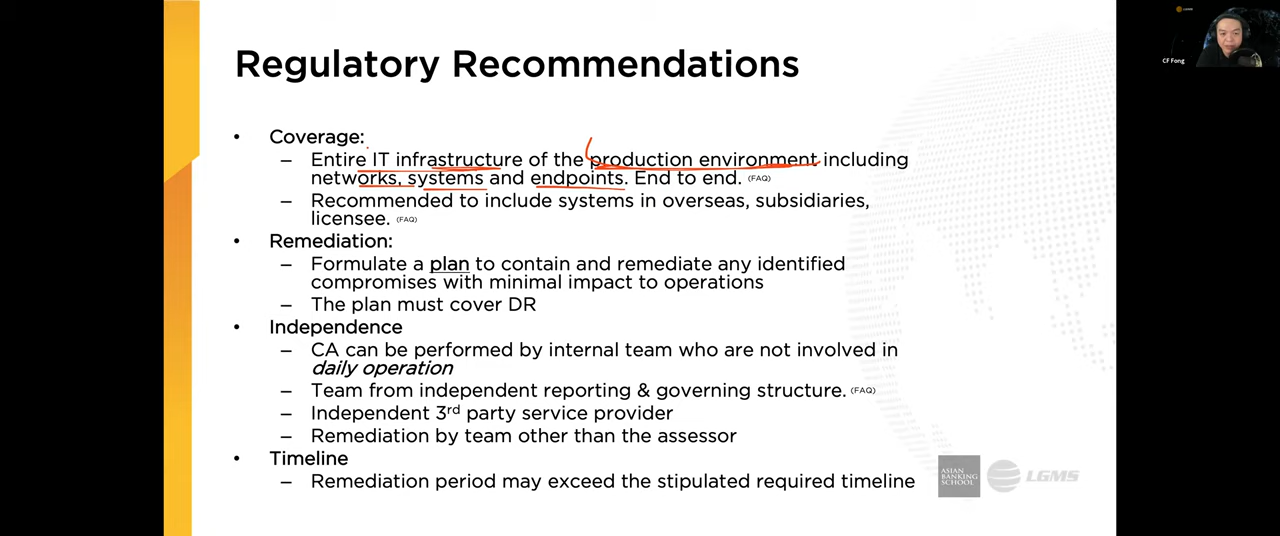 Regulatory Recommendations
• Coverage:
– Entire IT infrastructure of the production environment including
networks, systems and endpoints. End to end. (FAQ)
– Recommended to include systems in overseas, subsidiaries,
licensee. (FAQ)
• Remediation:
– Formulate a plan to contain and remediate any identified
compromises with minimal impact to operations
– The plan must cover DR
• Independence
– CA can be performed by internal team who are not involved in
daily operation
– Team from independent reporting & governing structure. (FAQ)
– Independent 3rd party service provider
– Remediation by team other than the assessor
• Timeline
– Remediation period may exceed the stipulated required timeline
ASIAN
BANKING
SCHOOL
LGMS
LGMS
CF Fong